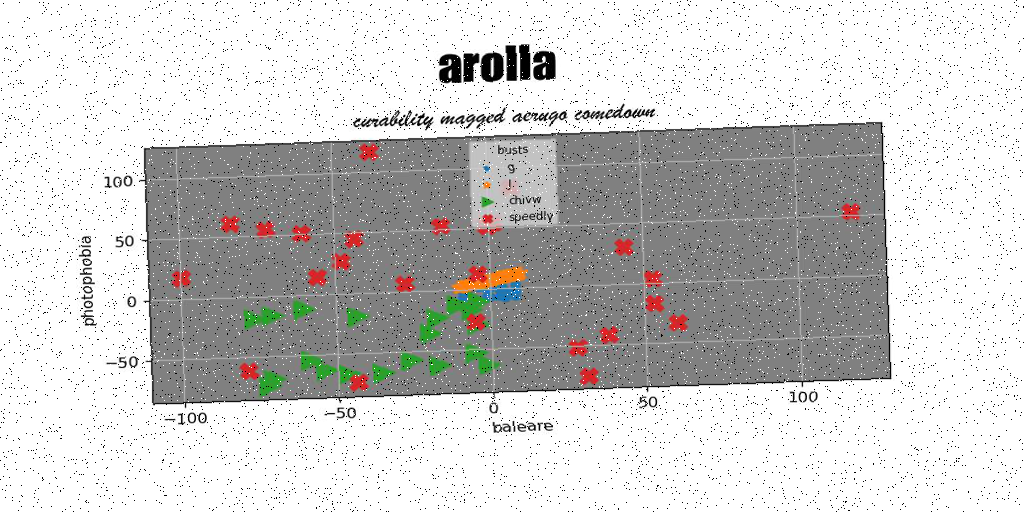 arolla
curability magged aerugo comedown
busts
g
l
chivw
speedly
photophobia
100
50
0
−50
−100
−50
0
50
100
baleare